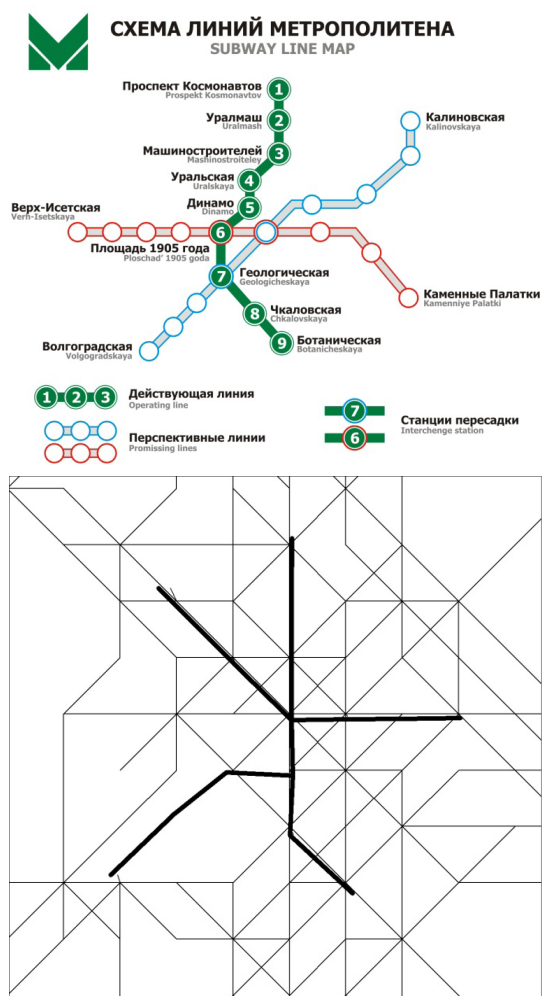 СХЕМА ЛИНИЙ МЕТРОПОЛИТЕНА
SUBWAY LINE MAP
Проспект Космонавтов
Prospekt Kosmonavtov
1
Уралмаш
Uralmash
2
Калиновская
Kalinovskaya
Машиностроителей
Mashinostroiteley
3
Уральская
Uralskaya
4
Динамо
Dinamo
5
Верх-Исетская
Verh-Isetskaya
6
Площадь 1905 года
Ploschad' 1905 goda
7
Геологическая
Geologicheskaya
Каменные Палатки
Kamenniye Palatki
8
Чкаловская
Chkalovskaya
Волгоградская
Volgogradskaya
9
Ботаническая
Botanicheskaya
1 2 3
Действующая линия
Operating line
Перспективные линии
Promissing lines
7
6
Станции пересадки
Interchenge station